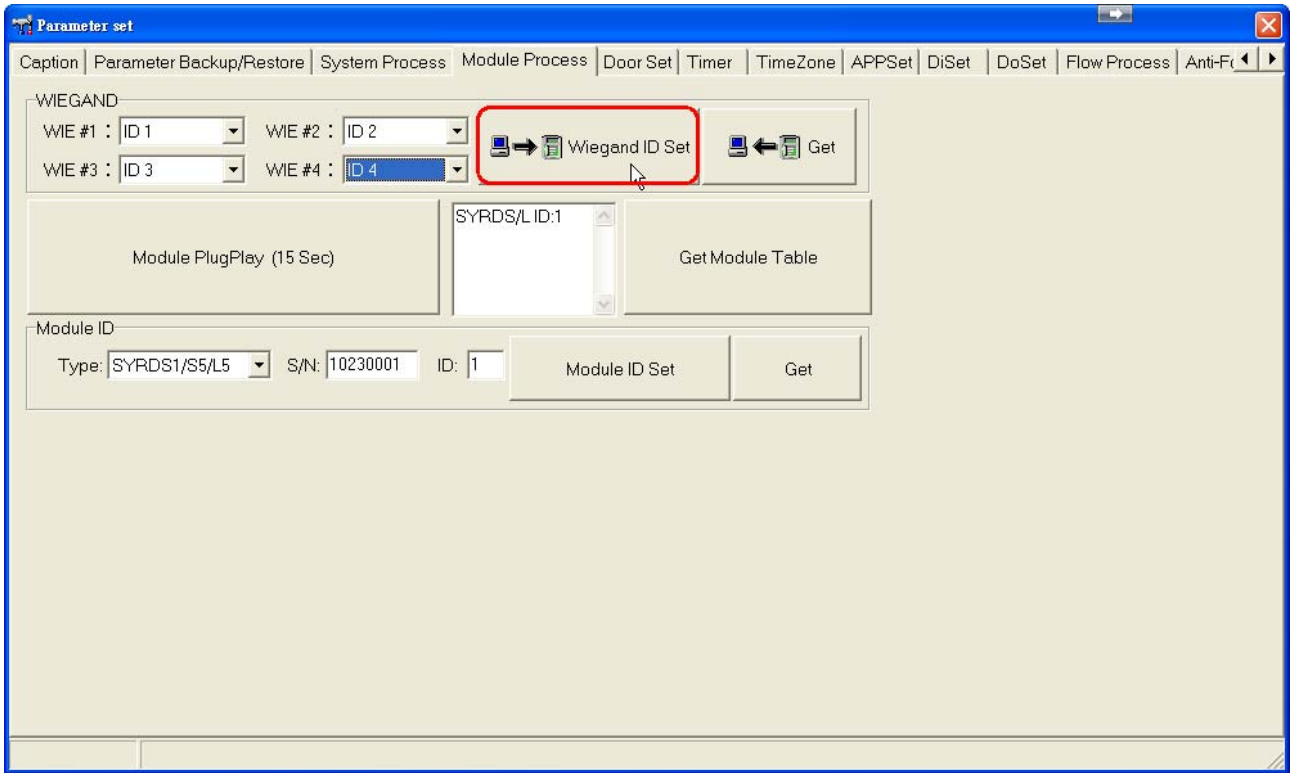 Parameter set
Caption Parameter Backup/Restore System Process Module Process Door Set Timer TimeZone APPSet DiSet DoSet Flow Process
WIEGAND
WIE #1 : ID 1 WIE #2 : ID 2 Wiegand ID Set Get
WIE #3 : ID 3 WIE #4 : ID 4
Module PlugPlay (15 Sec) SYRDS/L ID:1 Get Module Table
Module ID
Type: SYRDS1/S5/L5 S/N: 10230001 ID: 1 Module ID Set Get